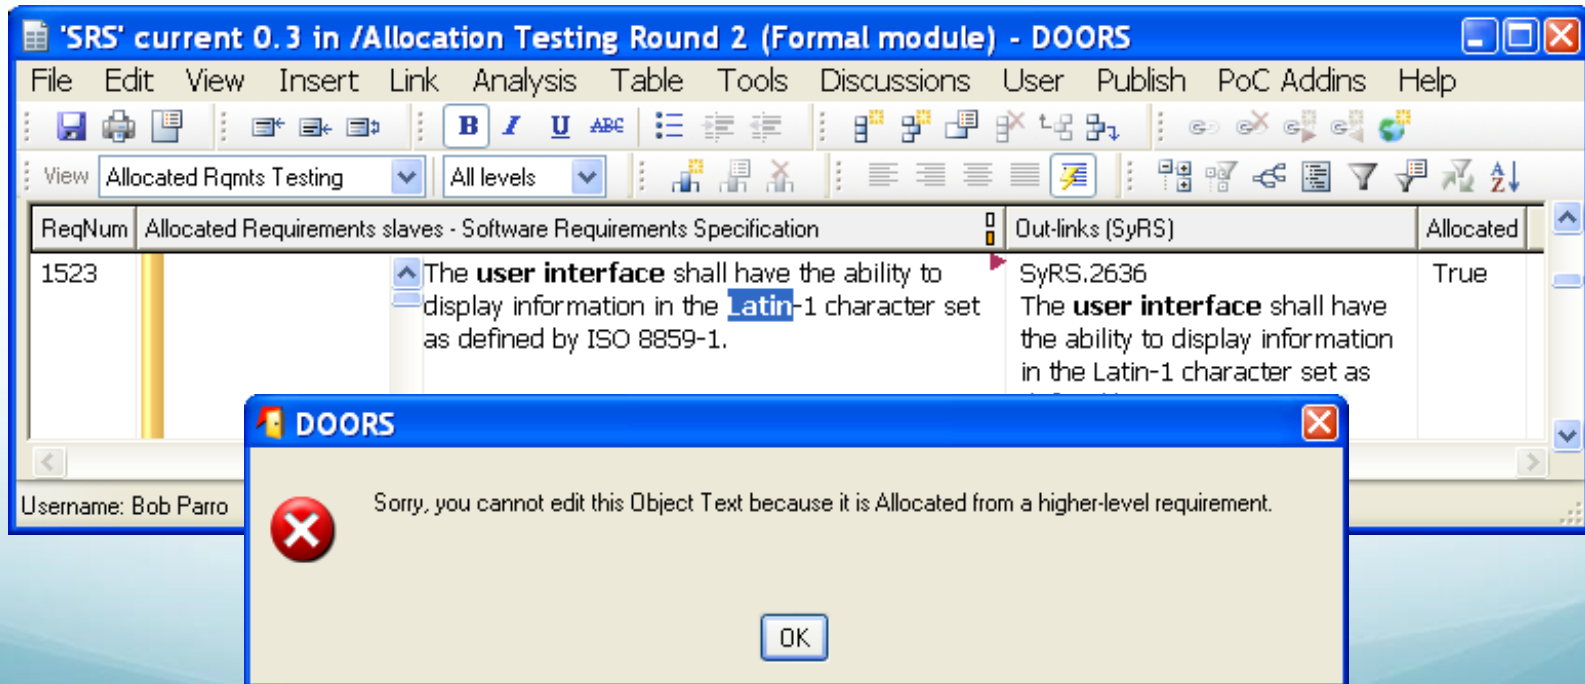 'SRS' current 0.3 in /Allocation Testing Round 2 (Formal module) - DOORS
File Edit View Insert Link Analysis Table Tools Discussions User Publish PoC Addins Help
B I U ABC
View Allocated Rqmts Testing All levels
ReqNum Allocated Requirements slaves - Software Requirements Specification Out-links (SyRS) Allocated
1523
The user interface shall have the ability to
display information in the Latin-1 character set
as defined by ISO 8859-1.
SyRS.2636
The user interface shall have
the ability to display information
in the Latin-1 character set as
True
Username: Bob Parro
DOORS
Sorry, you cannot edit this Object Text because it is Allocated from a higher-level requirement.
OK